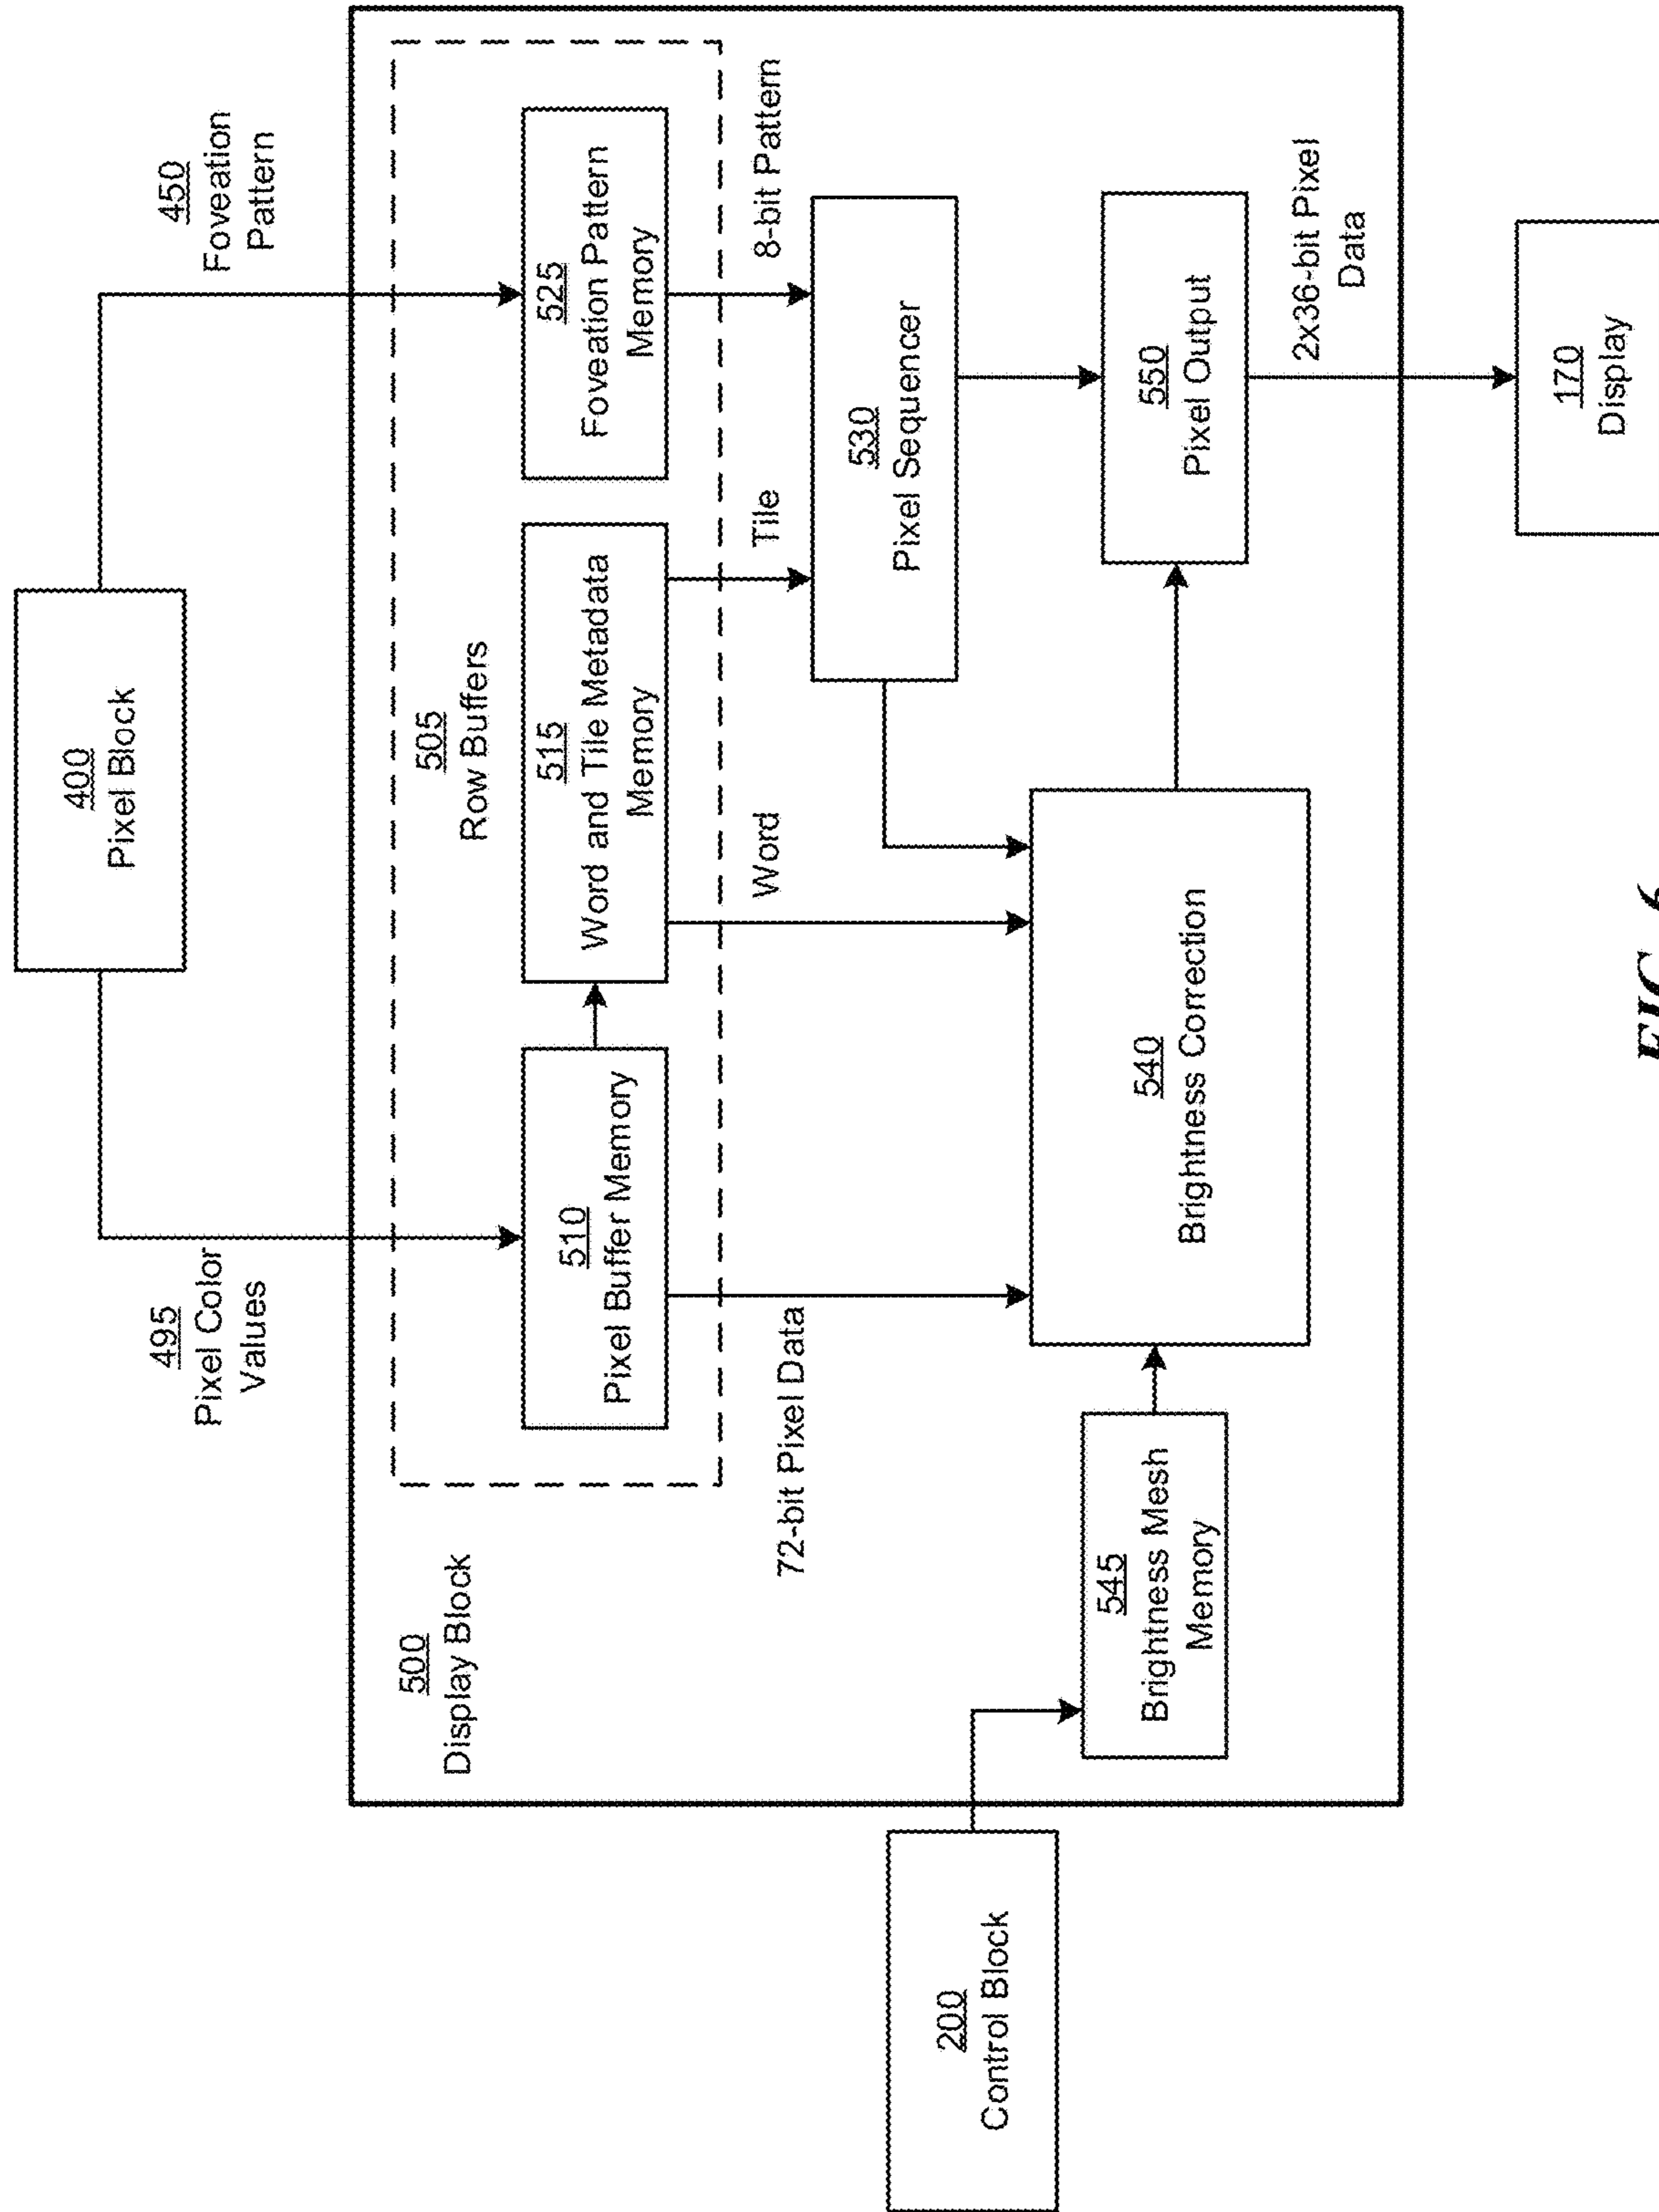 400
Pixel Block
495
Pixel Color
Values
450
Foveation
Pattern
500
Display Block
505
Row Buffers
510
Pixel Buffer Memory
515
Word and Tile Metadata
Memory
525
Foveation Pattern
Memory
72-bit Pixel Data
Word
Tile
8-bit Pattern
530
Pixel Sequencer
200
Control Block
545
Brightness Mesh
Memory
540
Brightness Correction
550
Pixel Output
2x36-bit Pixel
Data
170
Display
FIG. 6